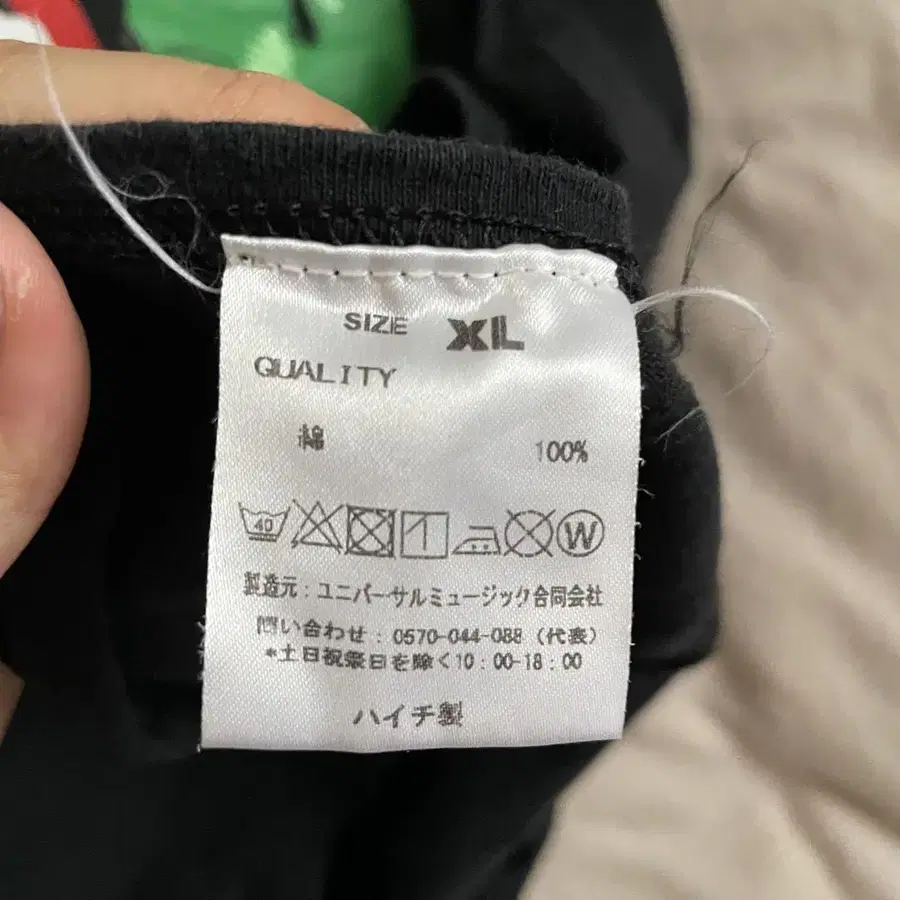 SIZE XL
QUALITY
綿 100%
40
W
製造元：ユニバーサルミュージック合同会社
問い合わせ：0570-044-088（代表）
*土日祝祭日を除く10：00-18：00
ハイチ製